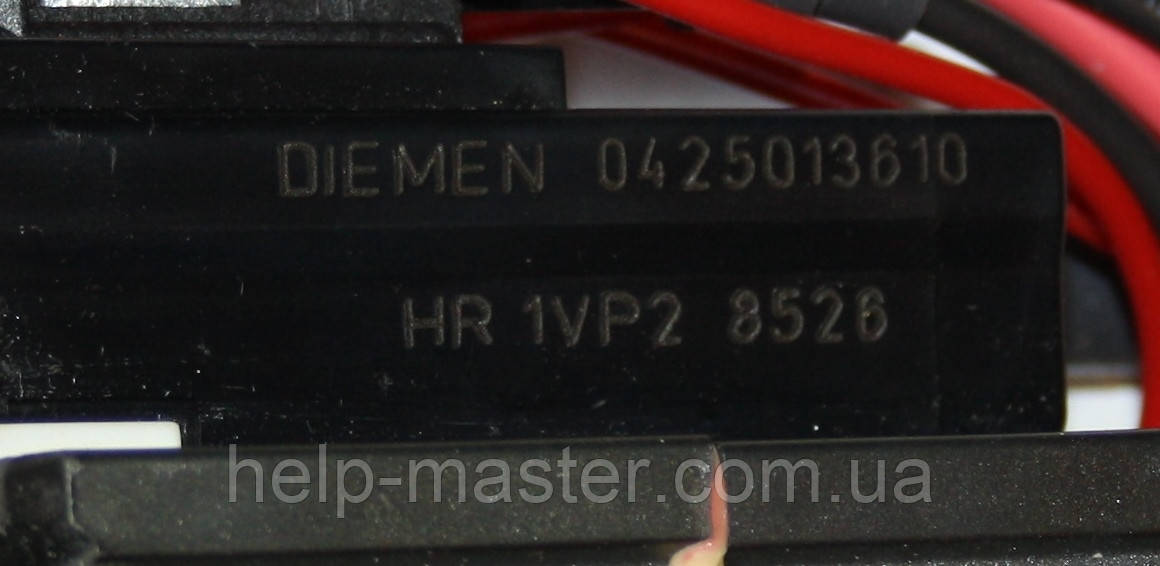 DIEMEN 0425013610
HR 1VP2 8526
help-master.com.ua